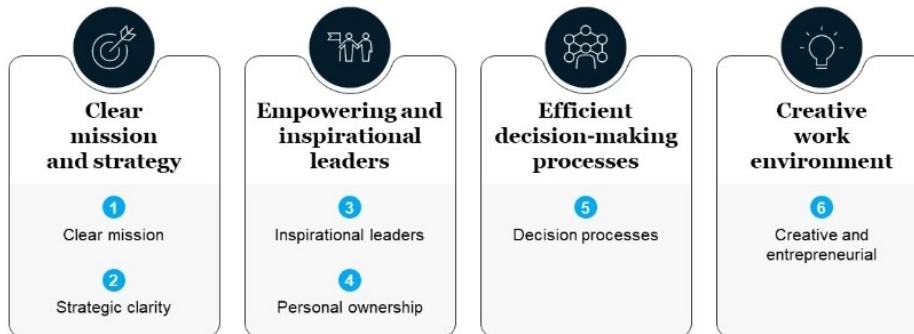 Clear
mission
and strategy
1
Clear mission
2
Strategic clarity
Empowering and
inspirational
leaders
3
Inspirational leaders
4
Personal ownership
Efficient
decision-making
processes
5
Decision processes
Creative
work
environment
6
Creative and
entrepreneurial